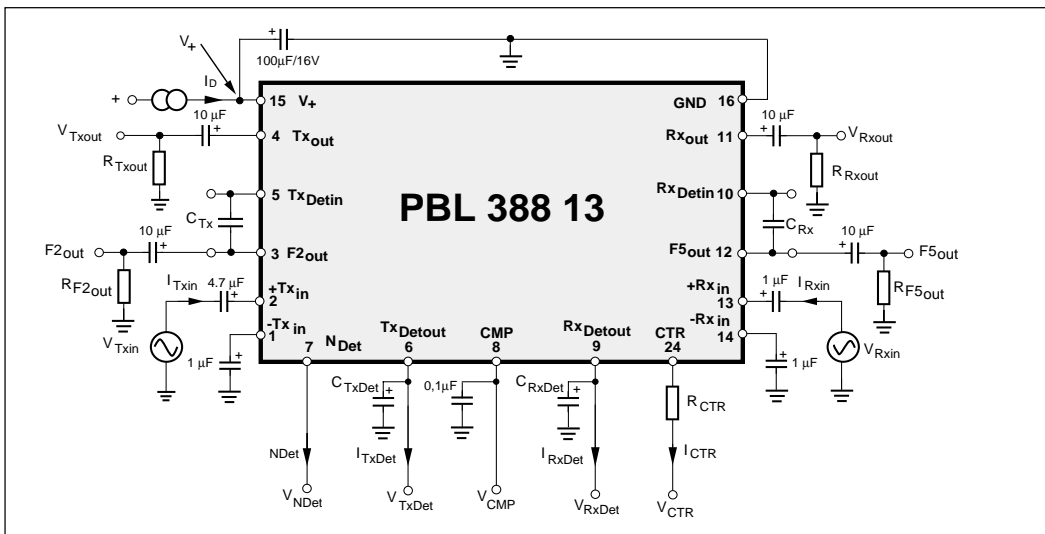 V+
+
100µF/16V
ID
+
15 V+
GND 16
10 µF
+
VTxout
4 Txout
RTxout
Rxout 11
10 µF
+
VRxout
RRxout
5 TxDetin
CTx
RxDetin 10
CRx
PBL 388 13
F2out
10 µF
+
3 F2out
RF2out
F5out 12
10 µF
+
F5out
RF5out
ITxin
4.7 µF
+
+Txin
2
VTxin
-Txin
1
1 µF
+
+Rxin
13
1 µF
+
IRxin
-Rxin
14
+
1 µF
VRxin
7 NDet
TxDetout
6
CMP
8
RxDetout
9
CTR
24
CTxDet
+
0,1µF
CRxDet
+
RCTR
NDet
ITxDet
IRxDet
ICTR
VNDet
VTxDet
VCMP
VRxDet
VCTR